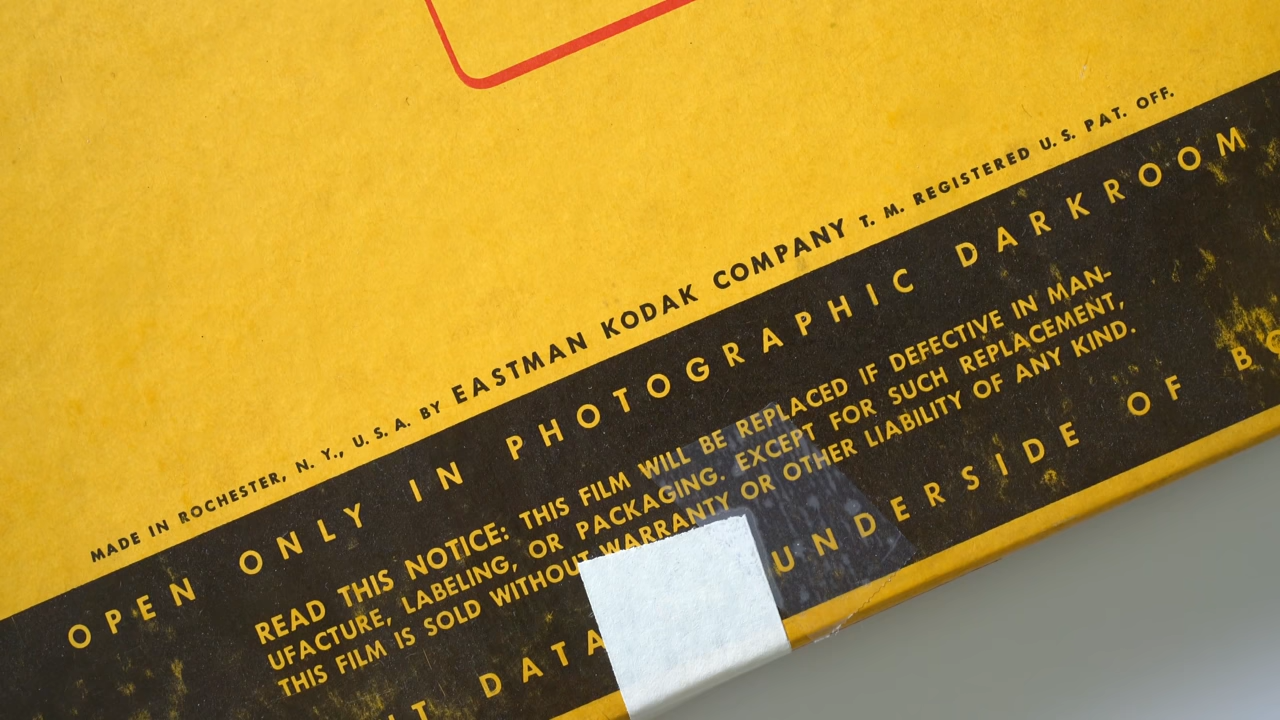 MADE IN ROCHESTER, N. Y., U. S. A. BY EASTMAN KODAK COMPANY T. M. REGISTERED U. S. PAT. OFF.
OPEN ONLY IN PHOTOGRAPHIC DARKROOM
READ THIS NOTICE: THIS FILM WILL BE REPLACED IF DEFECTIVE IN MAN-
UFACTURE, LABELING, OR PACKAGING. EXCEPT FOR SUCH REPLACEMENT,
THIS FILM IS SOLD WITHOUT WARRANTY OR OTHER LIABILITY OF ANY KIND.
DATA UNDERSIDE OF